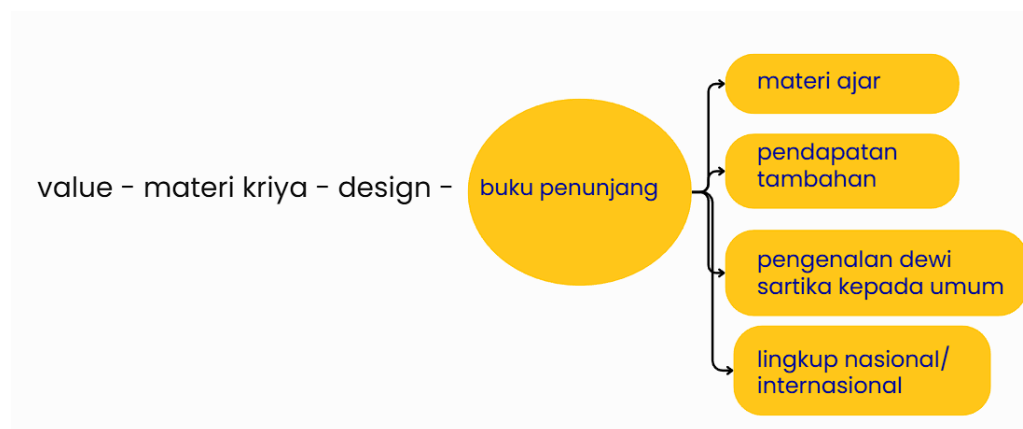 value - materi kriya - design -
buku penunjang
materi ajar
pendapatan
tambahan
pengenalan dewi
sartika kepada umum
lingkup nasional/
internasional